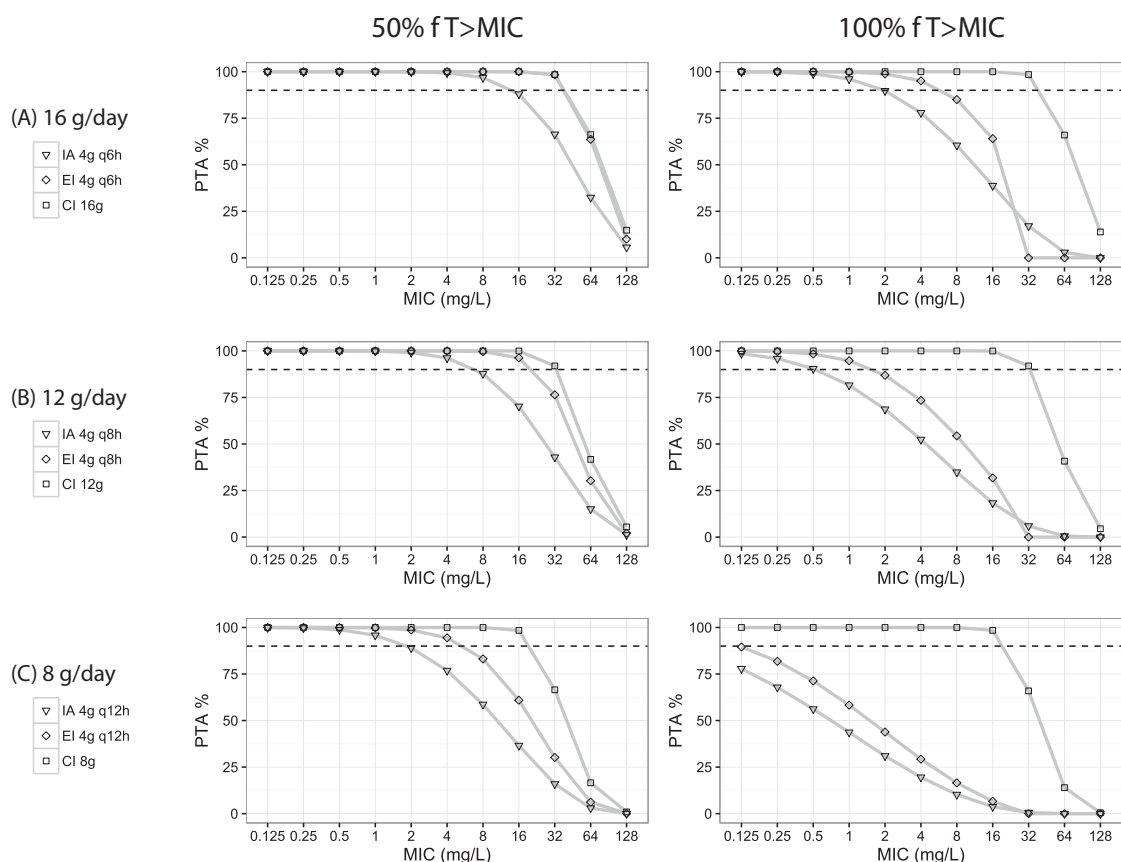 50% f T>MIC
100% f T>MIC
(A) 16 g/day
IA 4g q6h
EI 4g q6h
CI 16g
PTA %
100
75
50
25
0
0.125 0.25 0.5 1 2 4 8 16 32 64 128
MIC (mg/L)
PTA %
100
75
50
25
0
0.125 0.25 0.5 1 2 4 8 16 32 64 128
MIC (mg/L)
(B) 12 g/day
IA 4g q8h
EI 4g q8h
CI 12g
PTA %
100
75
50
25
0
0.125 0.25 0.5 1 2 4 8 16 32 64 128
MIC (mg/L)
PTA %
100
75
50
25
0
0.125 0.25 0.5 1 2 4 8 16 32 64 128
MIC (mg/L)
(C) 8 g/day
IA 4g q12h
EI 4g q12h
CI 8g
PTA %
100
75
50
25
0
0.125 0.25 0.5 1 2 4 8 16 32 64 128
MIC (mg/L)
PTA %
100
75
50
25
0
0.125 0.25 0.5 1 2 4 8 16 32 64 128
MIC (mg/L)